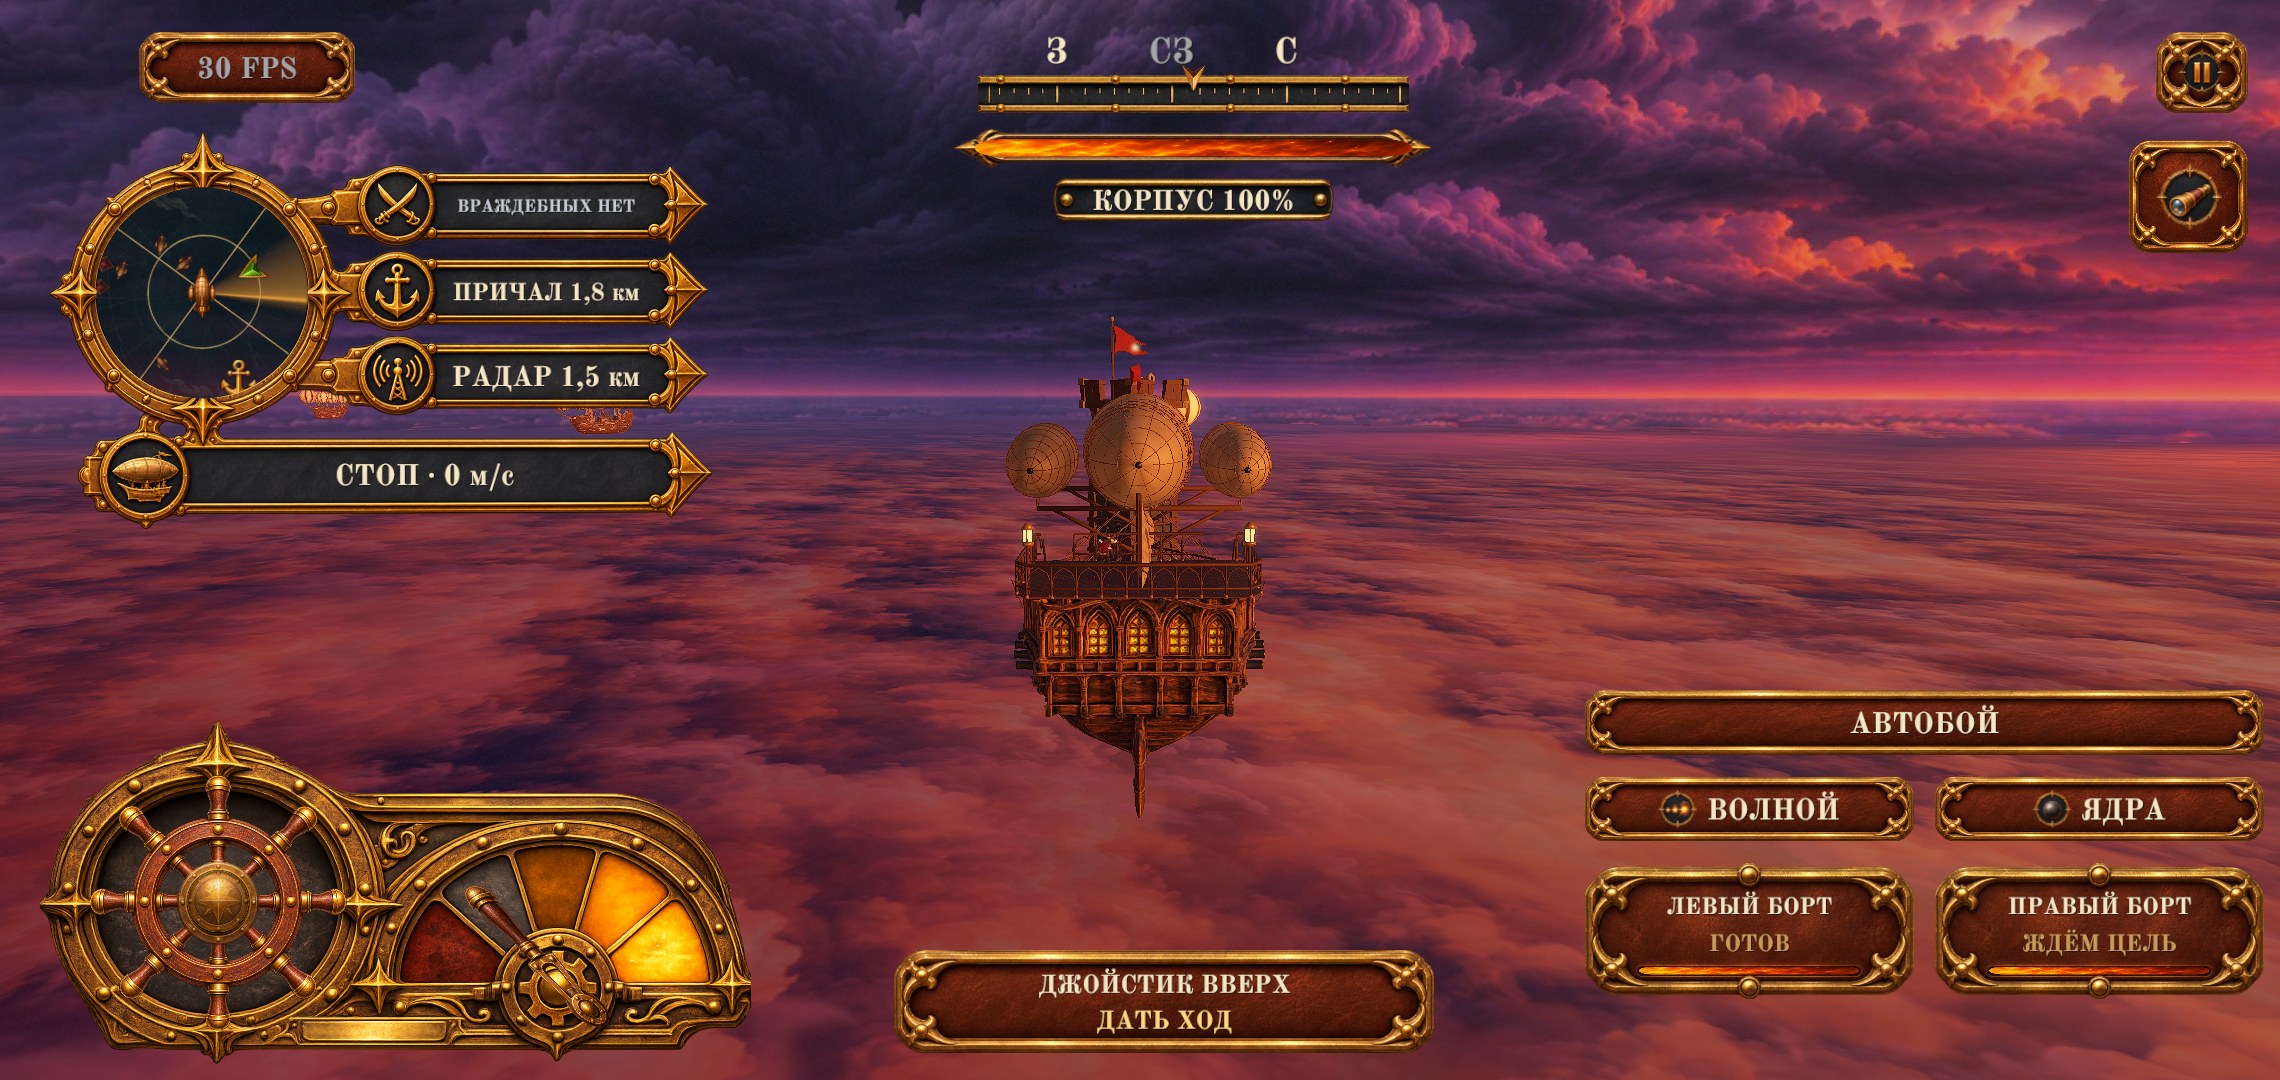 30 FPS
З СЗ С
КОРПУС 100%
ВРАЖДЕБНЫХ НЕТ
ПРИЧАЛ 1,8 км
РАДАР 1,5 км
СТОП · 0 м/с
АВТОБОЙ
ВОЛНОЙ
ЯДРА
ЛЕВЫЙ БОРТ
ГОТОВ
ПРАВЫЙ БОРТ
ЖДЁМ ЦЕЛЬ
ДЖОЙСТИК ВВЕРХ
ДАТЬ ХОД